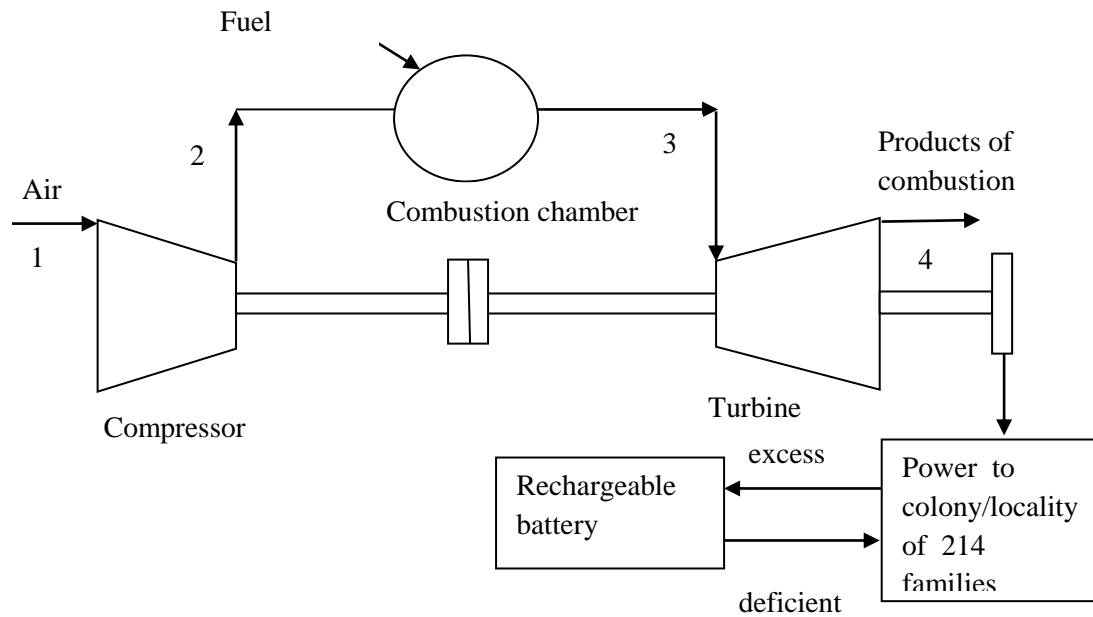 Fuel
2
3
Products of
combustion
Air
Combustion chamber
1
4
Turbine
Compressor
excess
Rechargeable
battery
Power to
colony/locality
of 214
families
deficient